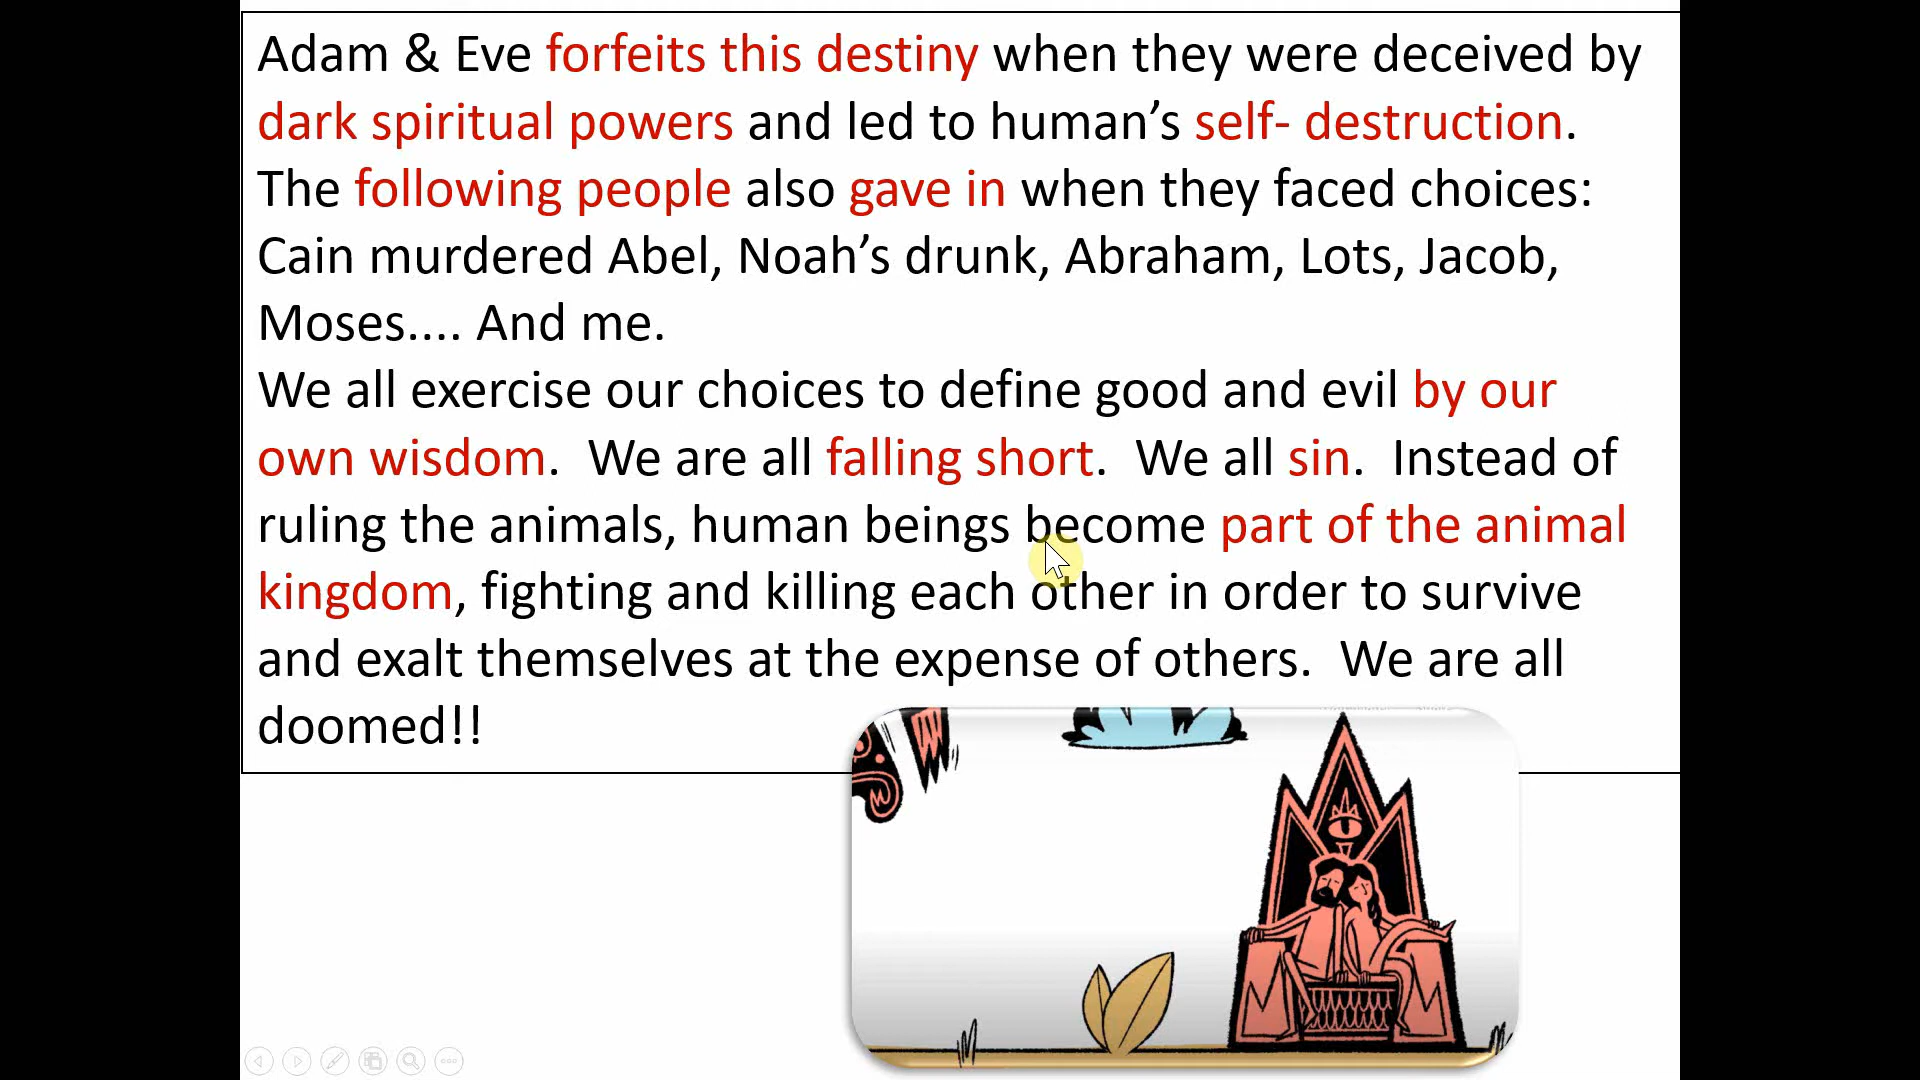 Adam & Eve forfeits this destiny when they were deceived by
dark spiritual powers and led to human’s self- destruction.
The following people also gave in when they faced choices:
Cain murdered Abel, Noah’s drunk, Abraham, Lots, Jacob,
Moses.... And me.
We all exercise our choices to define good and evil by our
own wisdom.  We are all falling short.  We all sin.  Instead of
ruling the animals, human beings become part of the animal
kingdom, fighting and killing each other in order to survive
and exalt themselves at the expense of others.  We are all
doomed!!